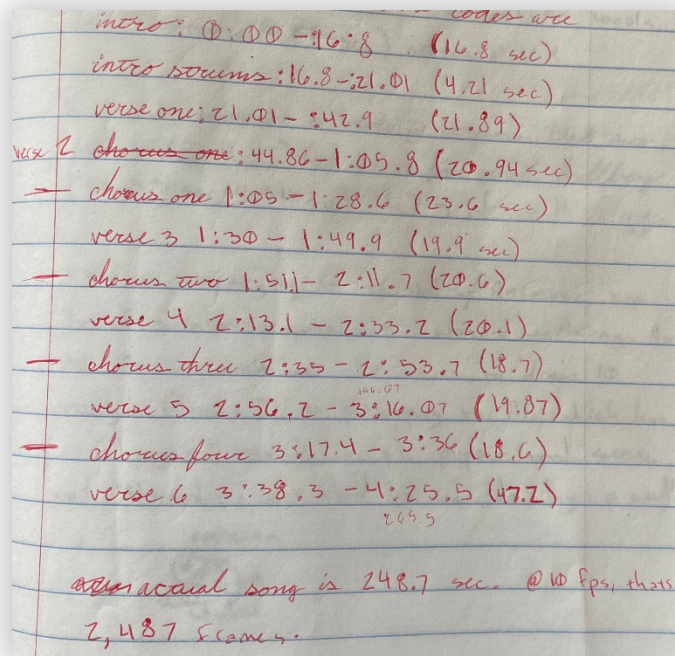 codes are
intro: 0:00 - :16.8 (16.8 sec)
intro strums: 16.8 - :21.01 (4.21 sec)
verse one: 21.01 - :42.9 (21.89)
verse 2 chorus one: 44.86 - 1:05.8 (20.94 sec)
chorus one 1:05 - 1:28.6 (23.6 sec)
verse 3 1:30 - 1:49.9 (19.9 sec)
chorus two 1:51.1 - 2:11.7 (20.6)
verse 4 2:13.1 - 2:33.2 (20.1)
chorus three 2:35 - 2:53.7 (18.7)
verse 5 2:56.2 - 3:16.07 (19.87)
chorus four 3:17.4 - 3:36 (18.6)
verse 6 3:38.3 - 4:25.5 (47.2)
265.5
acaual song is 248.7 sec. @ 10 fps, thats
2,487 frames.